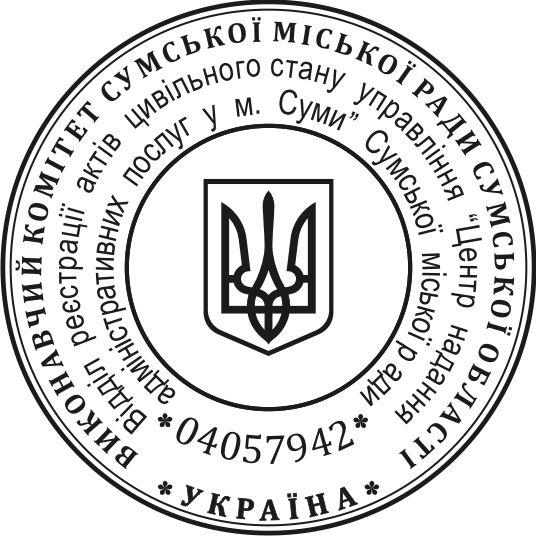 ВИКОНАВЧИЙ КОМІТЕТ СУМСЬКОЇ МІСЬКОЇ РАДИ СУМСЬКОЇ ОБЛАСТІ
* УКРАЇНА *
Відділ реєстрації актів цивільного стану управління “Центр надання
адміністративних послуг у м. Суми” Сумської міської ради
* 04057942 *